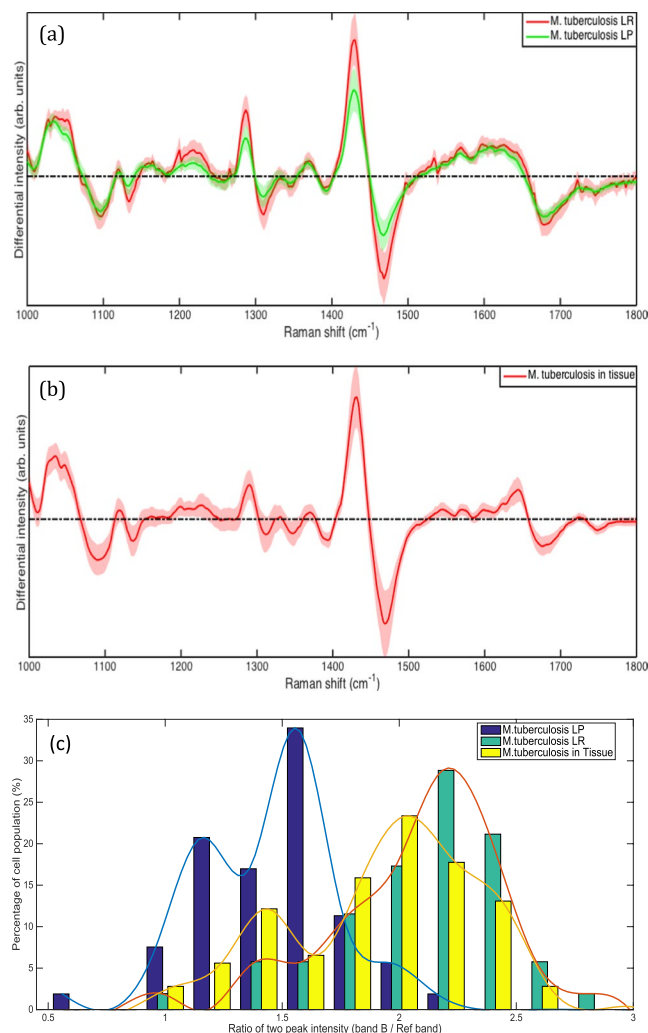 (a)
M. tuberculosis LR
M. tuberculosis LP
Differential intensity (arb. units)
1000 1100 1200 1300 1400 1500 1600 1700 1800
Raman shift (cm-1)
(b)
M. tuberculosis in tissue
Differential intensity (arb. units)
1000 1100 1200 1300 1400 1500 1600 1700 1800
Raman shift (cm-1)
(c)
M.tuberculosis LP
M.tuberculosis LR
M.tuberculosis in Tissue
Percentage of cell population (%)
35
30
25
20
15
10
5
0
0.5 1 1.5 2 2.5 3
Ratio of two peak intensity (band B / Ref band)